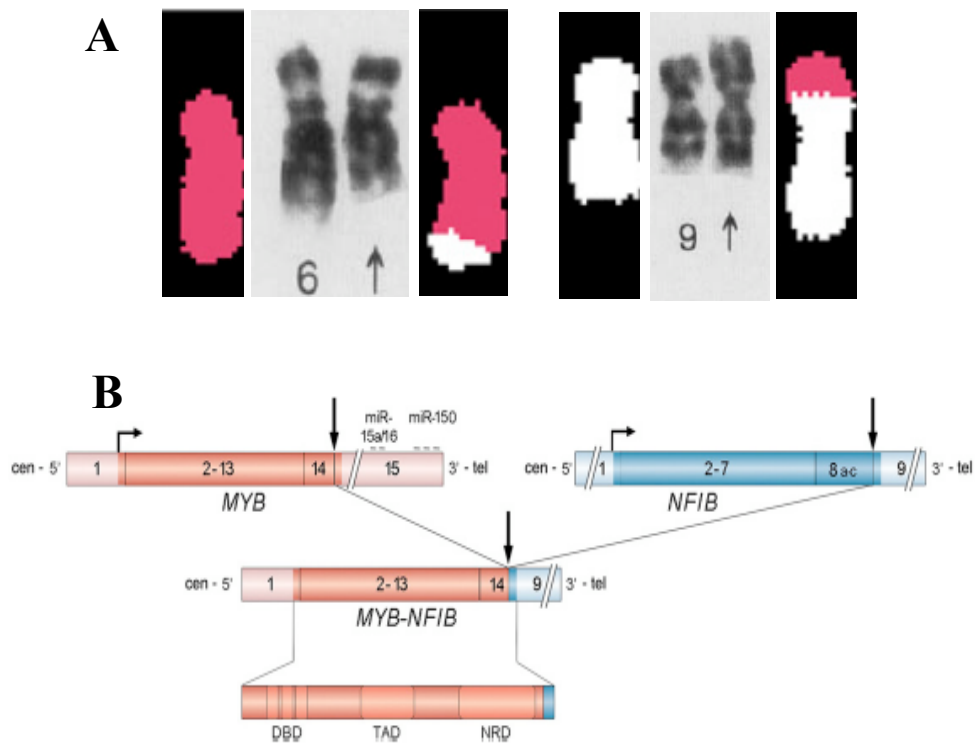 A
6
9
B
miR-15a/16 miR-150
cen - 5' 1 2-13 14 15 3' - tel
MYB
cen - 5' 1 2-7 8ac 9 3' - tel
NFIB
cen - 5' 1 2-13 14 9 3' - tel
MYB-NFIB
DBD TAD NRD